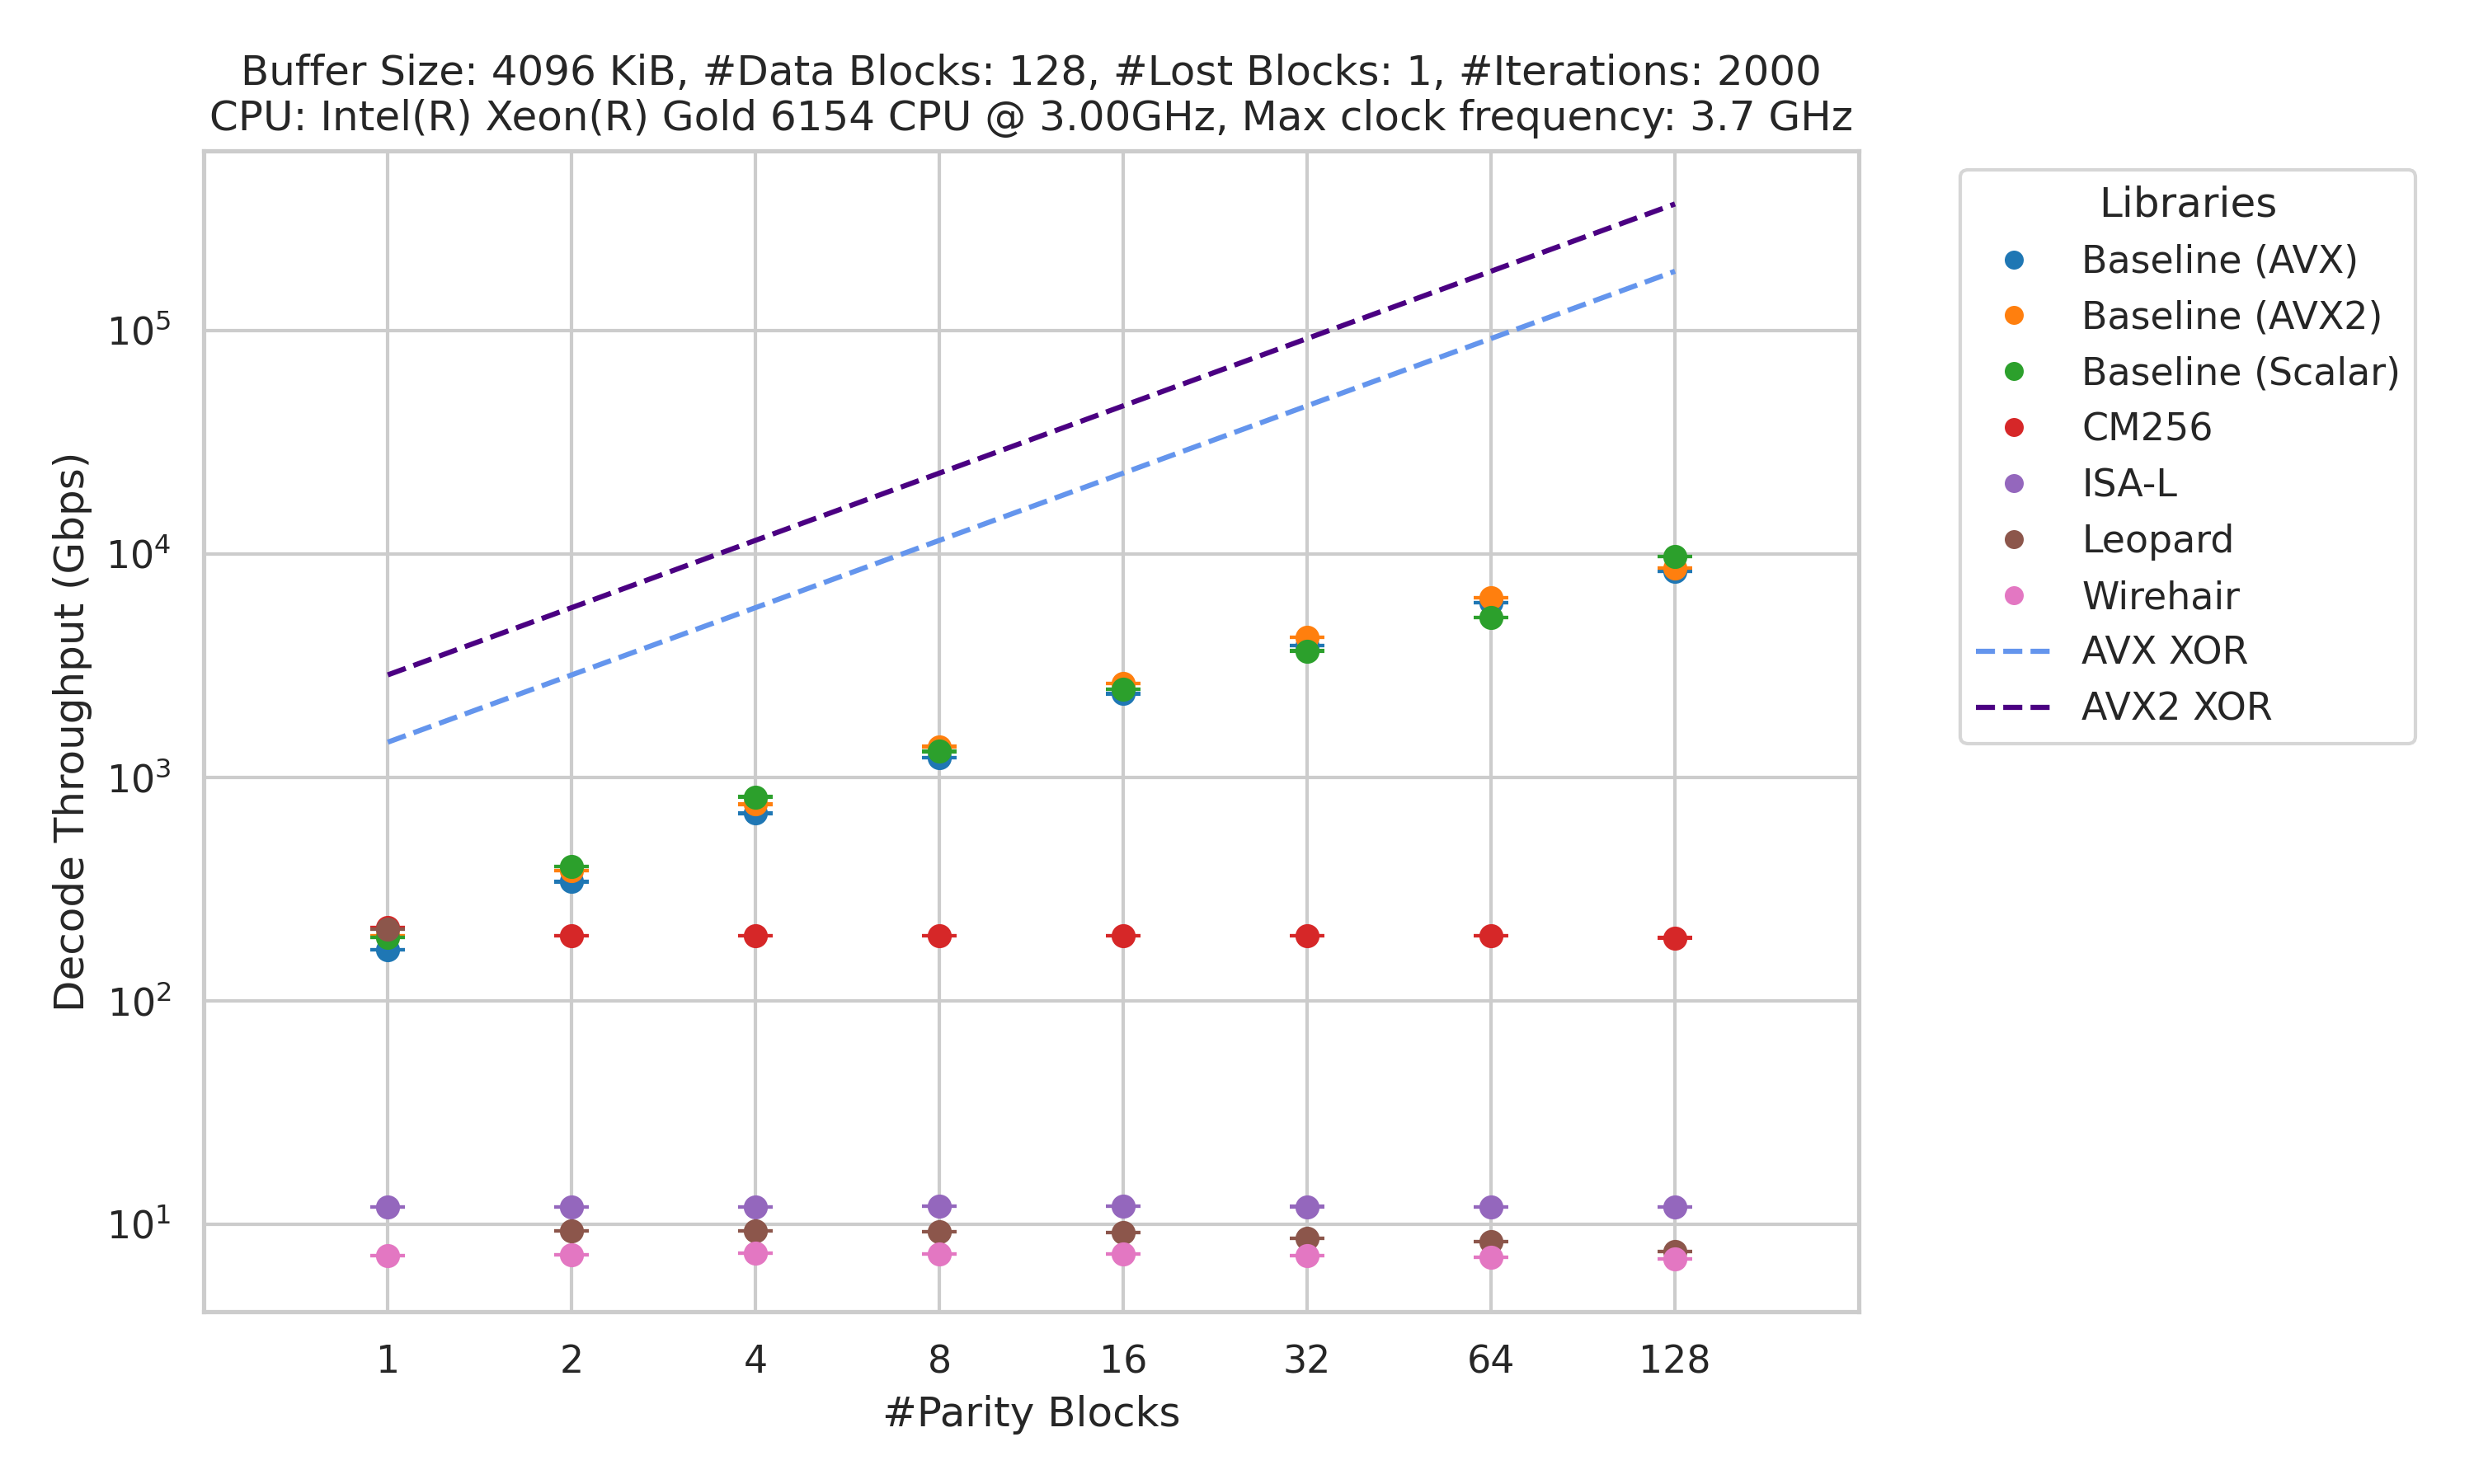 Buffer Size: 4096 KiB, #Data Blocks: 128, #Lost Blocks: 1, #Iterations: 2000
CPU: Intel(R) Xeon(R) Gold 6154 CPU @ 3.00GHz, Max clock frequency: 3.7 GHz
Decode Throughput (Gbps)
10⁵
10⁴
10³
10²
10¹
1 2 4 8 16 32 64 128
#Parity Blocks
Libraries
Baseline (AVX)
Baseline (AVX2)
Baseline (Scalar)
CM256
ISA-L
Leopard
Wirehair
AVX XOR
AVX2 XOR